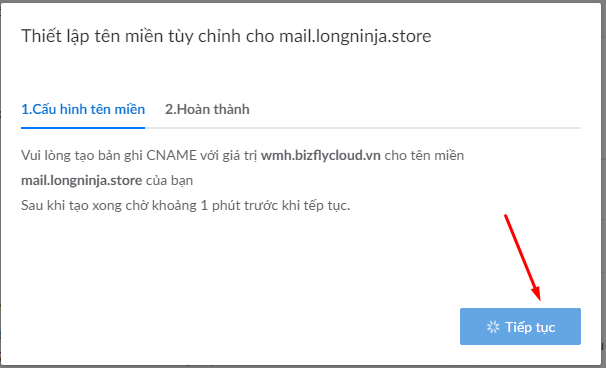 Thiết lập tên miền tùy chỉnh cho mail.longninja.store
1.Cấu hình tên miền 2.Hoàn thành
Vui lòng tạo bản ghi CNAME với giá trị wmh.bizflycloud.vn cho tên miền
mail.longninja.store của bạn
Sau khi tạo xong chờ khoảng 1 phút trước khi tếp tục.
Tiếp tục